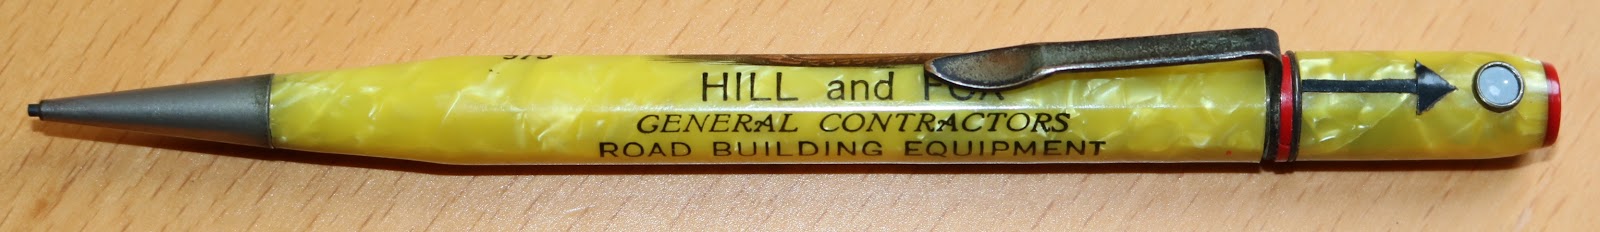 HILL and FOX
GENERAL CONTRACTORS
ROAD BUILDING EQUIPMENT